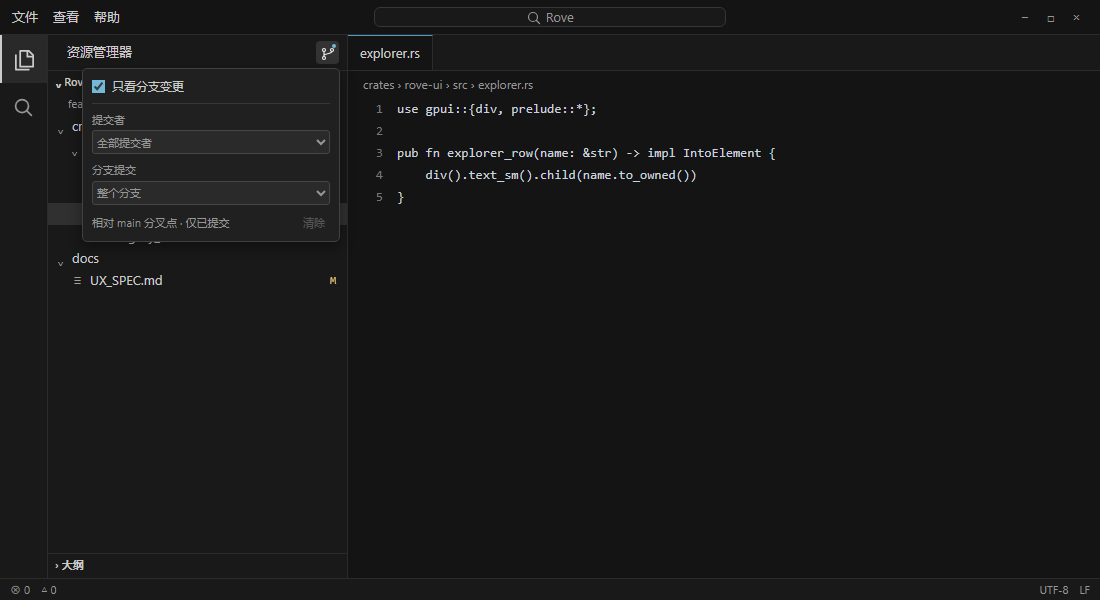 文件 查看 帮助
Rove
资源管理器
explorer.rs
只看分支变更
提交者
全部提交者
分支提交
整个分支
相对 main 分叉点 · 仅已提交 清除
docs
UX_SPEC.md M
大纲
crates › rove-ui › src › explorer.rs
1 use gpui::{div, prelude::*};
2
3 pub fn explorer_row(name: &str) -> impl IntoElement {
4 div().text_sm().child(name.to_owned())
5 }
0 0
UTF-8 LF